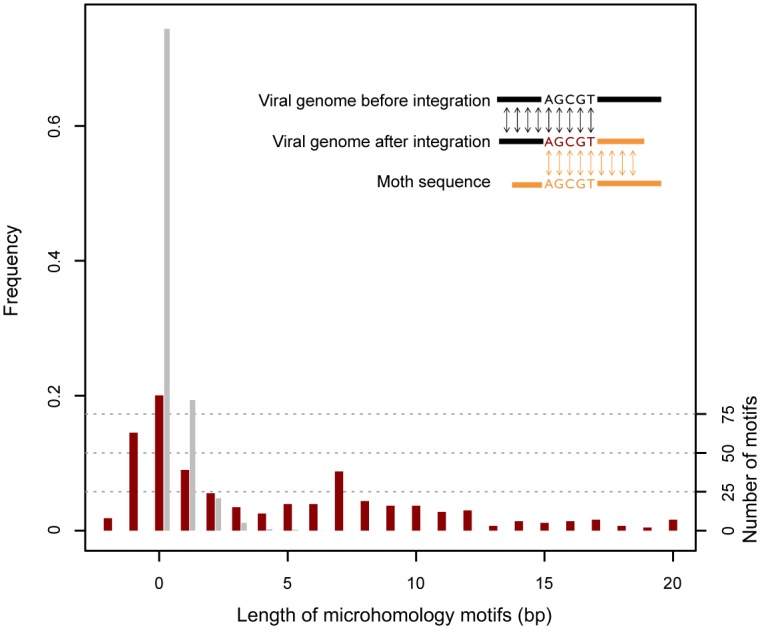 Viral genome before integration AGCGT
Viral genome after integration AGCGT
Moth sequence AGCGT
Frequency
0.6
0.4
0.2
0
75
50
25
0
Number of motifs
0 5 10 15 20
Length of microhomology motifs (bp)